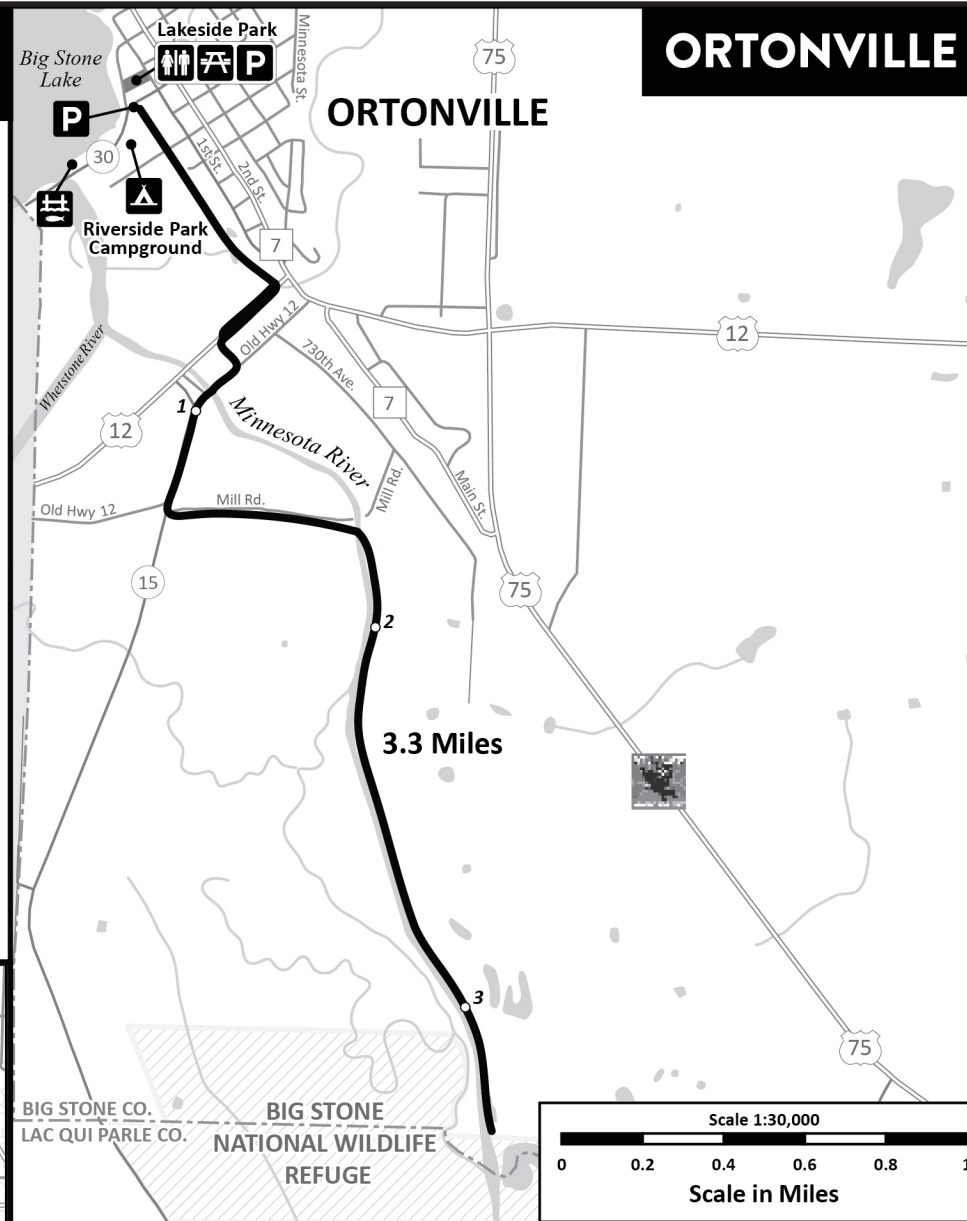 Lakeside Park
P
Minnesota St.
75
ORTONVILLE
Big Stone
Lake
ORTONVILLE
P
30
1st St.
2nd St.
Riverside Park
Campground
7
Old Hwy 12
12
730th Ave.
Whetstone River
7
1
Minnesota River
12
Mill Rd.
Main St.
Old Hwy 12
Mill Rd.
15
75
2
3.3 Miles
3
75
BIG STONE CO.
LAC QUI PARLE CO.
BIG STONE
NATIONAL WILDLIFE
REFUGE
Scale 1:30,000
0 0.2 0.4 0.6 0.8 1
Scale in Miles